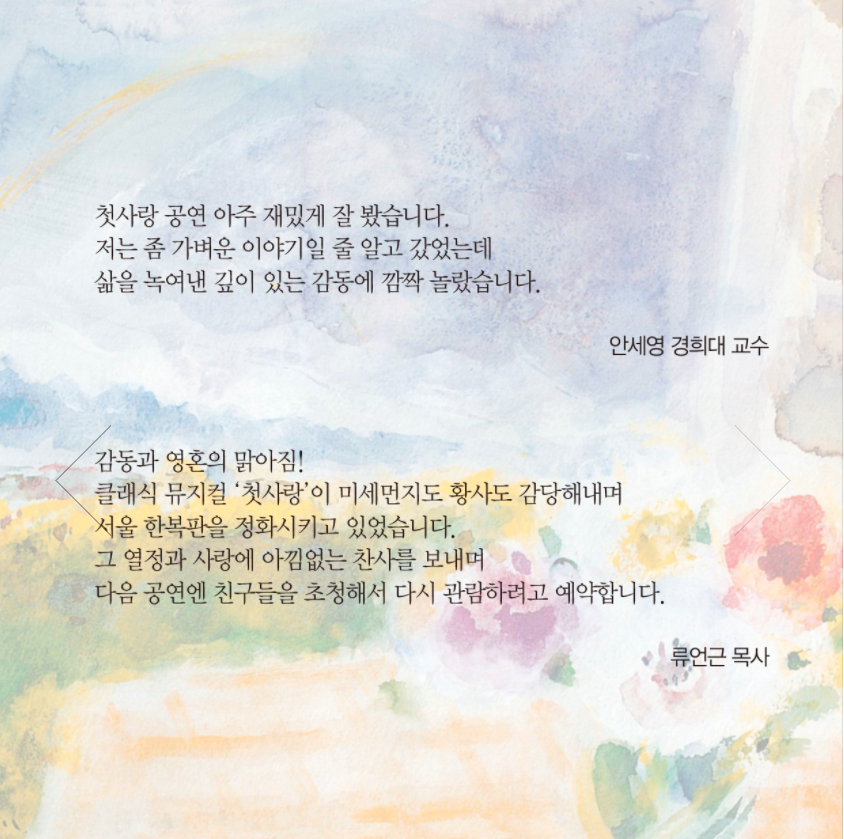 첫사랑 공연 아주 재밌게 잘 봤습니다.
저는 좀 가벼운 이야기일 줄 알고 갔었는데
삶을 녹여낸 깊이 있는 감동에 깜짝 놀랐습니다.
안세영 경희대 교수
감동과 영혼의 맑아짐!
클래식 뮤지컬 ‘첫사랑’이 미세먼지도 황사도 감당해내며
서울 한복판을 정화시키고 있었습니다.
그 열정과 사랑에 아낌없는 찬사를 보내며
다음 공연엔 친구들을 초청해서 다시 관람하려고 예약합니다.
류언근 목사